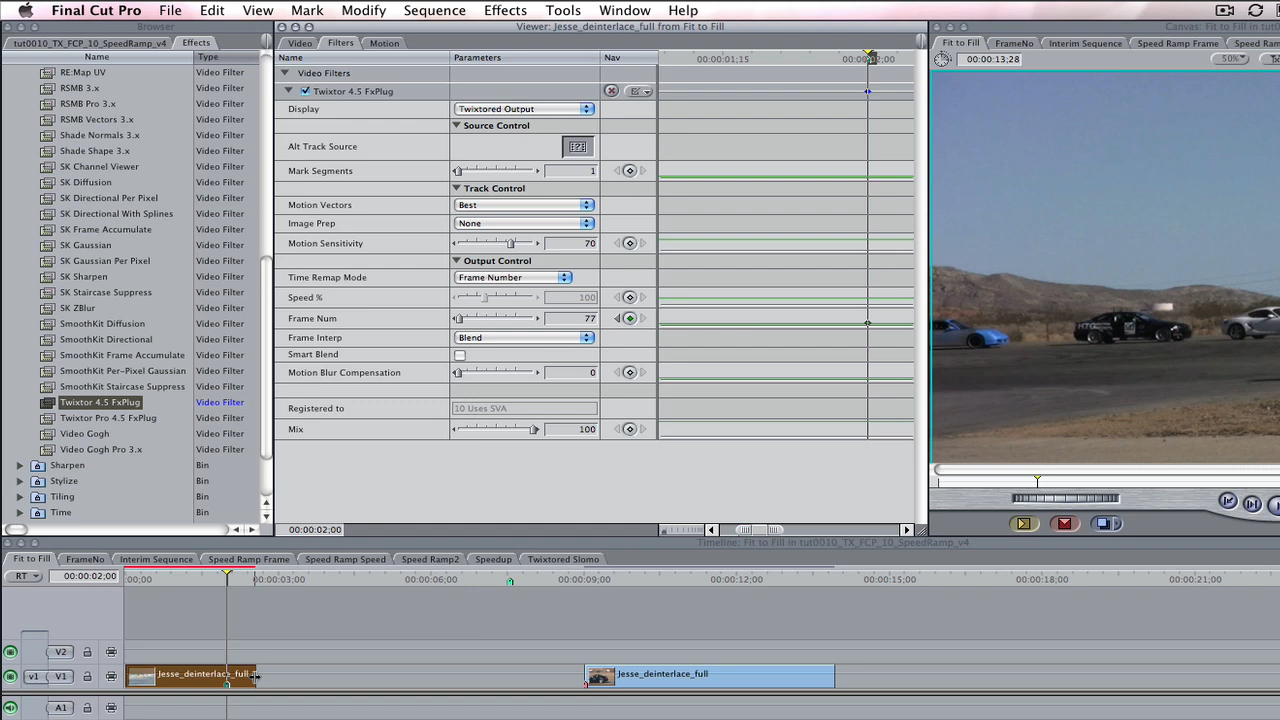 Final Cut Pro File Edit View Mark Modify Sequence Effects Tools Window Help
Browser
tut0010_TX_FCP_10_SpeedRamp_v4 Effects
Name Type
RE:Map UV Video Filter
RSMB 3.x Video Filter
RSMB Pro 3.x Video Filter
RSMB Vectors 3.x Video Filter
Shade Normals 3.x Video Filter
Shade Shape 3.x Video Filter
SK Channel Viewer Video Filter
SK Diffusion Video Filter
SK Directional Per Pixel Video Filter
SK Directional With Splines Video Filter
SK Frame Accumulate Video Filter
SK Gaussian Video Filter
SK Gaussian Per Pixel Video Filter
SK Sharpen Video Filter
SK Staircase Suppress Video Filter
SK ZBlur Video Filter
SmoothKit Diffusion Video Filter
SmoothKit Directional Video Filter
SmoothKit Frame Accumulate Video Filter
SmoothKit Per-Pixel Gaussian Video Filter
SmoothKit Staircase Suppress Video Filter
Twixtor 4.5 FxPlug Video Filter
Twixtor Pro 4.5 FxPlug Video Filter
Video Gogh Video Filter
Video Gogh Pro 3.x Video Filter
Sharpen Bin
Stylize Bin
Tiling Bin
Time Bin
Viewer: Jesse_deinterlace_full from Fit to Fill
Video Filters Motion
Name Parameters Nav 00:00:01;15
Video Filters
Twixtor 4.5 FxPlug
Display Twixtored Output
Source Control
Alt Track Source
Mark Segments 1
Track Control
Motion Vectors Best
Image Prep None
Motion Sensitivity 70
Output Control
Time Remap Mode Frame Number
Speed % 100
Frame Num 77
Frame Interp Blend
Smart Blend
Motion Blur Compensation 0
Registered to 10 Uses SVA
Mix 100
00:00:02;00
Canvas: Fit to Fill in tut0
Fit to Fill FrameNo Interim Sequence Speed Ramp Frame Speed Ram
00:00:13;28 50%
Timeline: Fit to Fill in tut0010_TX_FCP_10_SpeedRamp_v4
Fit to Fill FrameNo Interim Sequence Speed Ramp Frame Speed Ramp Speed Speed Ramp2 Speedup Twixtored Slomo
RT 00:00:02;00 00:00:03;00 00:00:06;00 00:00:09;00 00:00:12;00 00:00:15;00 00:00:18;00 00:00:21;00
V2
v1 V1 Jesse_deinterlace_full Jesse_deinterlace_full
A1